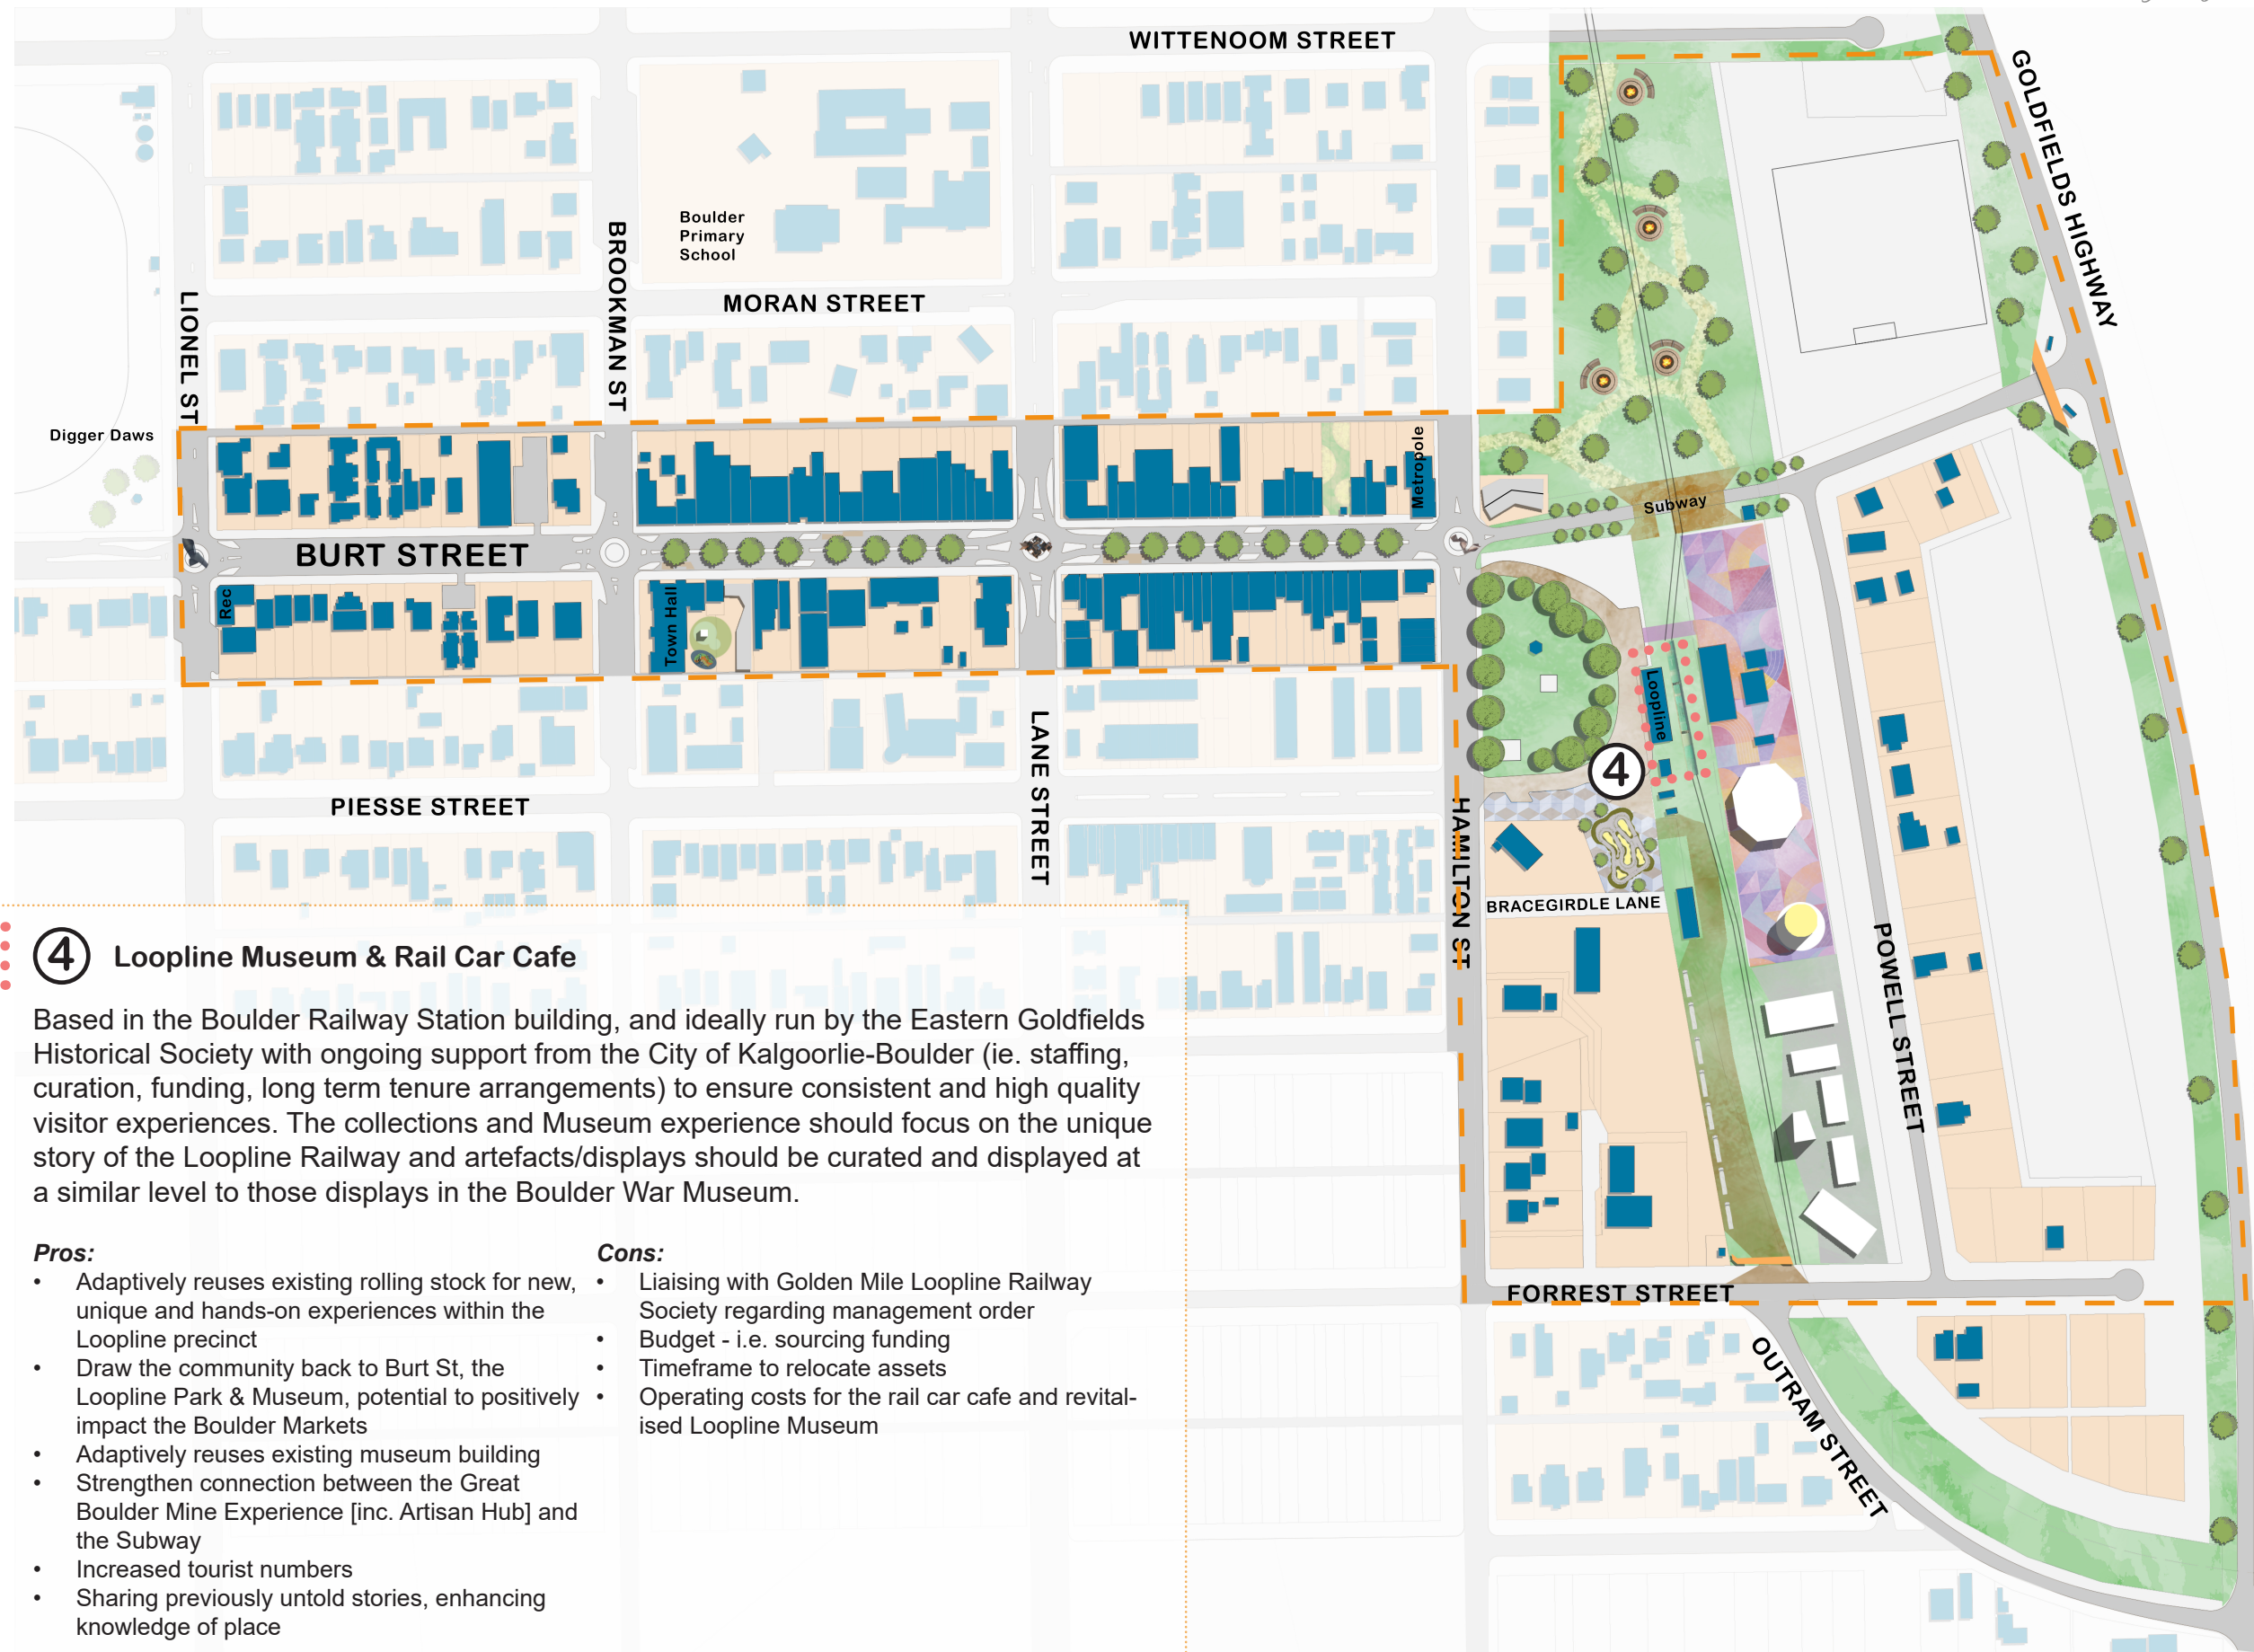 WITTENOOM STREET
GOLDFIELDS HIGHWAY
Boulder
Primary
School
BROOKMAN ST
LIONEL ST
MORAN STREET
Digger Daws
Metropole
Subway
BURT STREET
Rec
Town Hall
Loopline
LANE STREET
4
PIESSE STREET
HAMILTON ST
BRACEGIRDLE LANE
POWELL STREET
FORREST STREET
OUTRAM STREET
4 Loopline Museum & Rail Car Cafe
Based in the Boulder Railway Station building, and ideally run by the Eastern Goldfields
Historical Society with ongoing support from the City of Kalgoorlie-Boulder (ie. staffing,
curation, funding, long term tenure arrangements) to ensure consistent and high quality
visitor experiences. The collections and Museum experience should focus on the unique
story of the Loopline Railway and artefacts/displays should be curated and displayed at
a similar level to those displays in the Boulder War Museum.
Pros:
• Adaptively reuses existing rolling stock for new,
unique and hands-on experiences within the
Loopline precinct
• Draw the community back to Burt St, the
Loopline Park & Museum, potential to positively
impact the Boulder Markets
• Adaptively reuses existing museum building
• Strengthen connection between the Great
Boulder Mine Experience [inc. Artisan Hub] and
the Subway
• Increased tourist numbers
• Sharing previously untold stories, enhancing
knowledge of place
Cons:
• Liaising with Golden Mile Loopline Railway
Society regarding management order
• Budget - i.e. sourcing funding
• Timeframe to relocate assets
• Operating costs for the rail car cafe and revital-
ised Loopline Museum